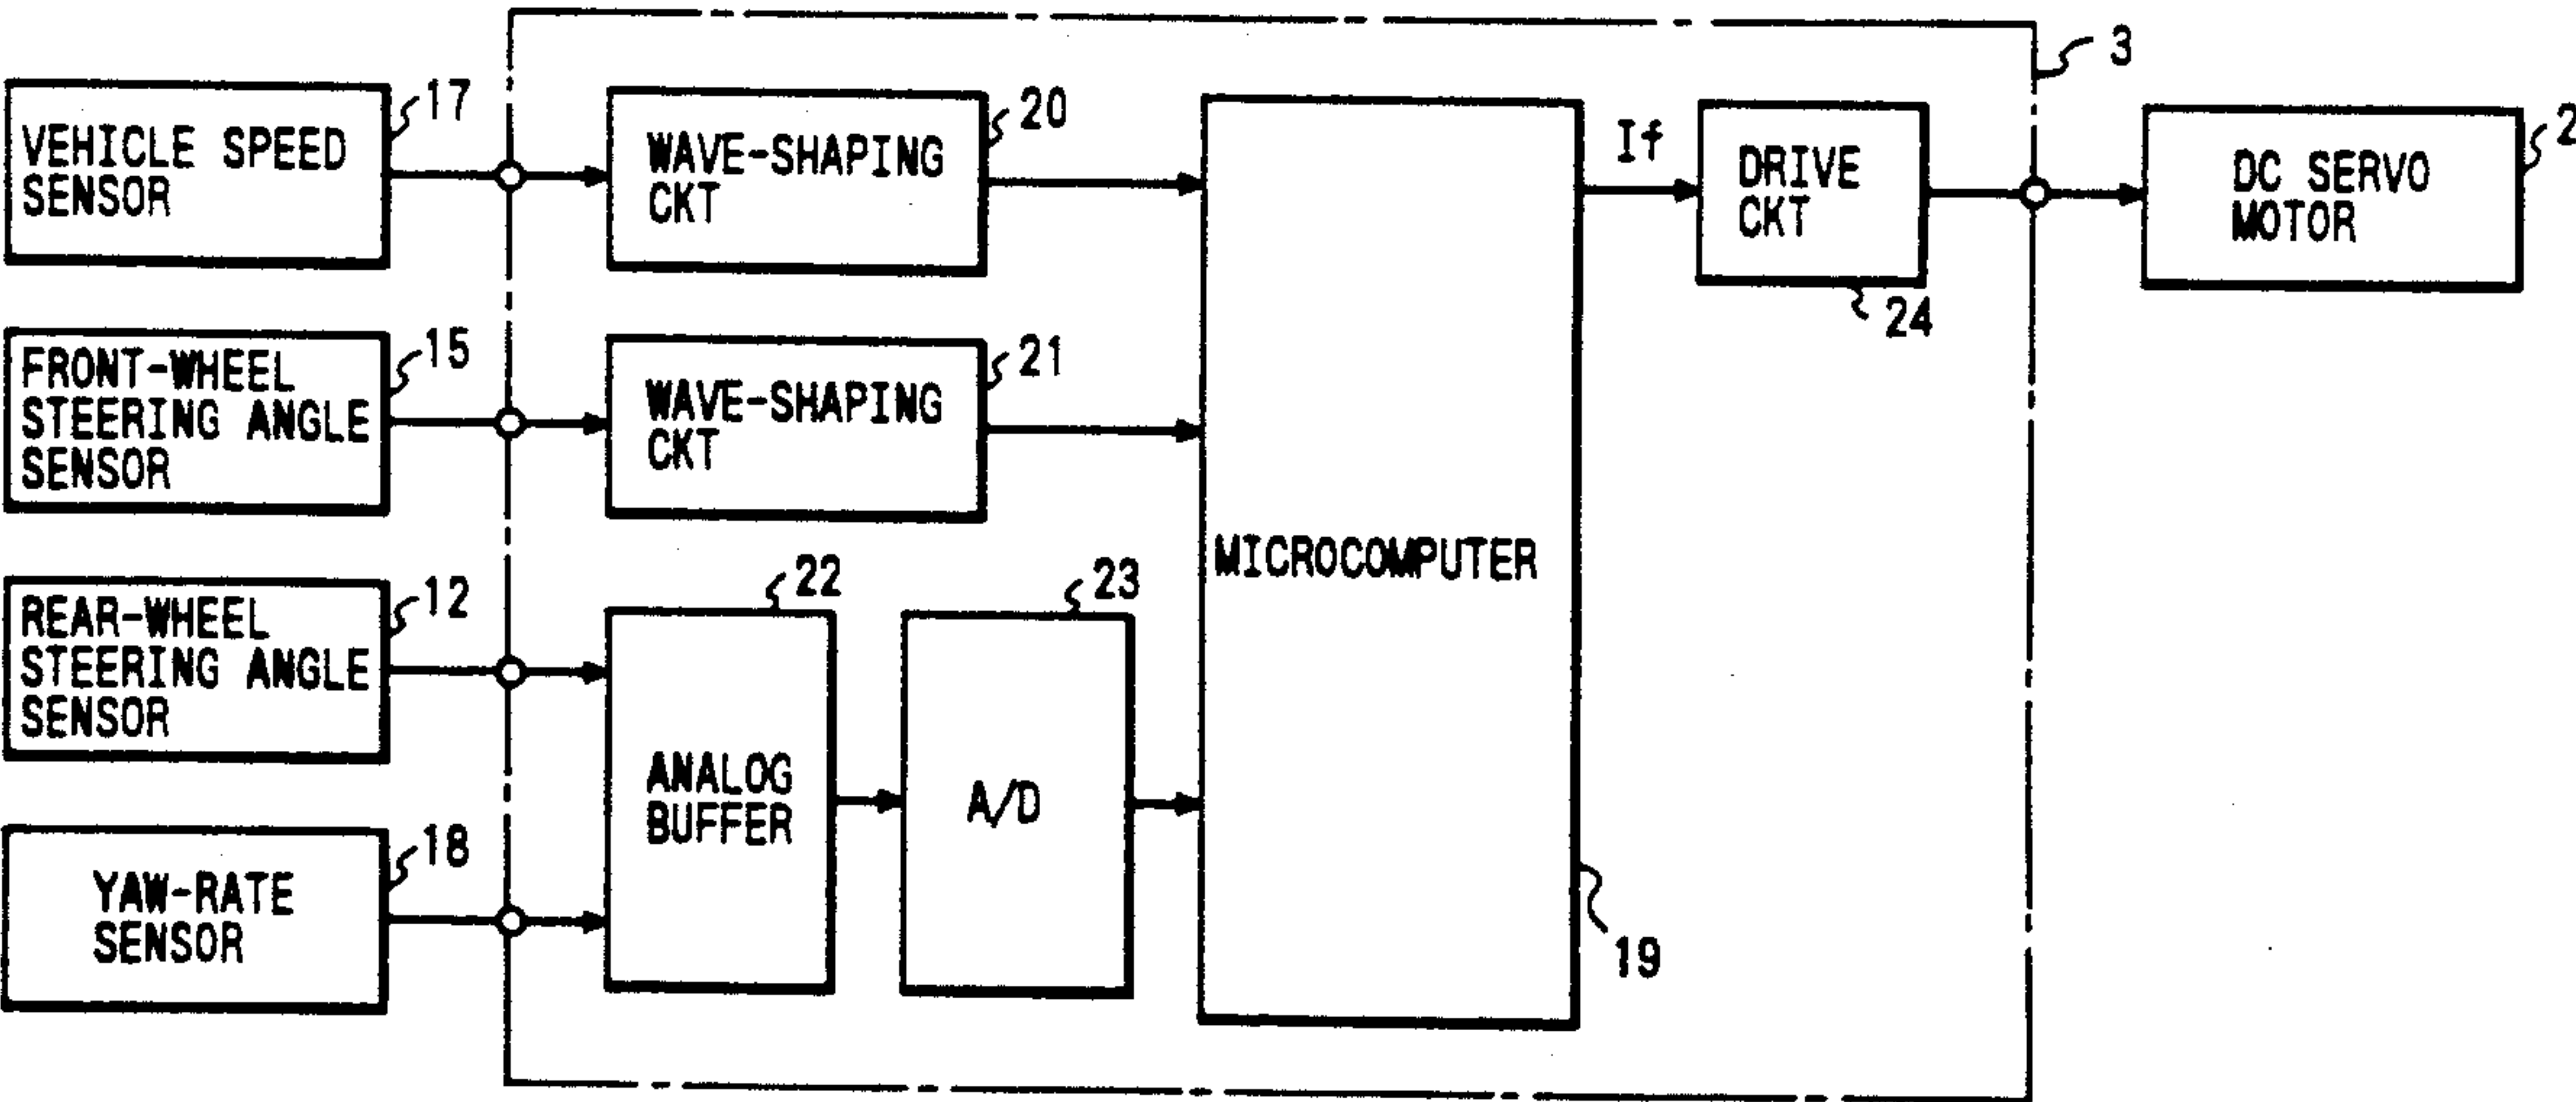 3
VEHICLE SPEED
SENSOR
17
WAVE-SHAPING
CKT
20
If
DRIVE
CKT
24
DC SERVO
MOTOR
2
FRONT-WHEEL
STEERING ANGLE
SENSOR
15
WAVE-SHAPING
CKT
21
MICROCOMPUTER
19
REAR-WHEEL
STEERING ANGLE
SENSOR
12
ANALOG
BUFFER
22
A/D
23
YAW-RATE
SENSOR
18